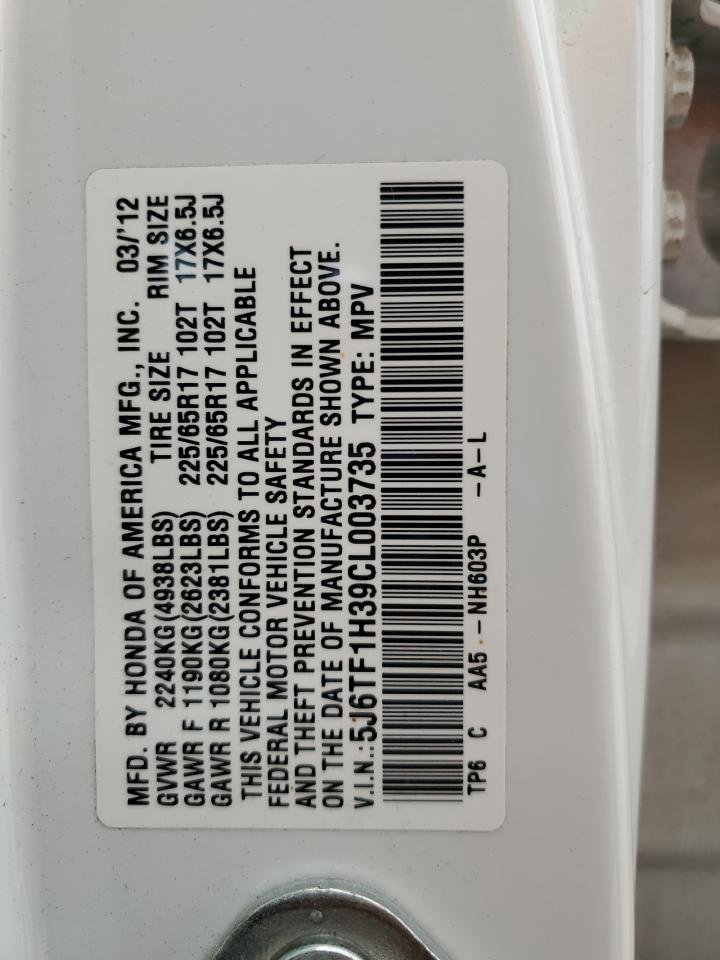 MFD. BY HONDA OF AMERICA MFG., INC. 03/'12
GVWR 2240KG(4938LBS) TIRE SIZE RIM SIZE
GAWR F 1190KG(2623LBS) 225/65R17 102T 17X6.5J
GAWR R 1080KG(2381LBS) 225/65R17 102T 17X6.5J
THIS VEHICLE CONFORMS TO ALL APPLICABLE
FEDERAL MOTOR VEHICLE SAFETY
AND THEFT PREVENTION STANDARDS IN EFFECT
ON THE DATE OF MANUFACTURE SHOWN ABOVE.
V.I.N.:5J6TF1H39CL003735 TYPE: MPV
TP6 C AA5 -NH603P -A-L